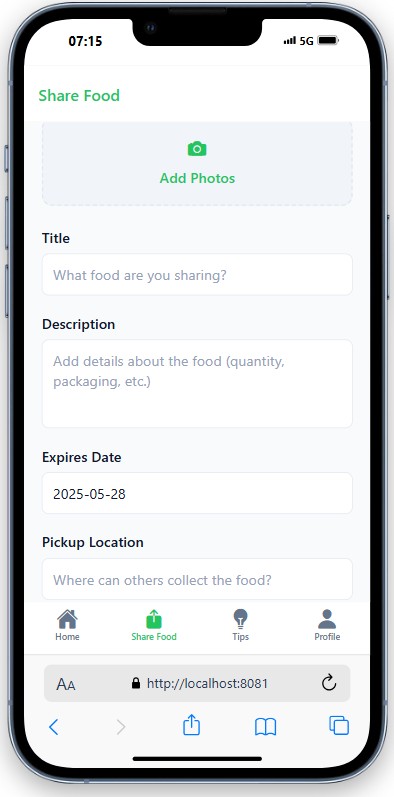 07:15
5G
Share Food
Add Photos
Title
What food are you sharing?
Description
Add details about the food (quantity,
packaging, etc.)
Expires Date
2025-05-28
Pickup Location
Where can others collect the food?
Home
Share Food
Tips
Profile
AA
http://localhost:8081